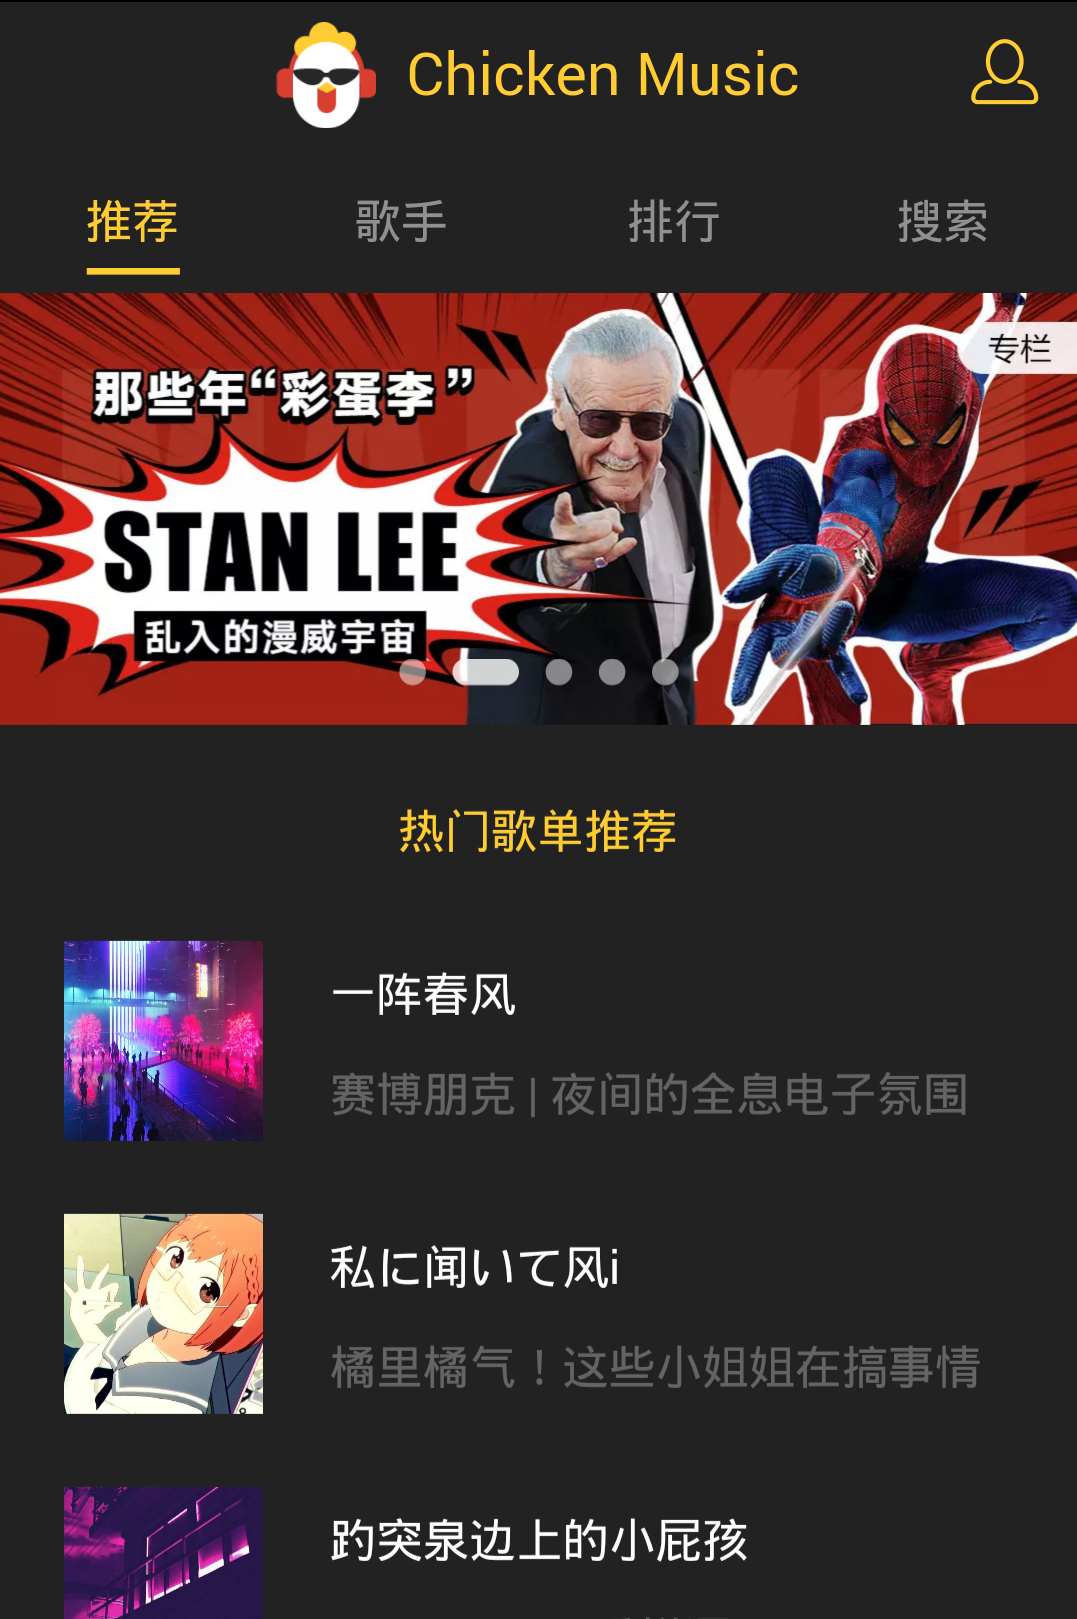 Chicken Music
推荐
歌手
排行
搜索
专栏
那些年“彩蛋李”
STAN LEE
乱入的漫威宇宙
热门歌单推荐
一阵春风
赛博朋克 | 夜间的全息电子氛围
私に闻いて风i
橘里橘气！这些小姐姐在搞事情
趵突泉边上的小屁孩